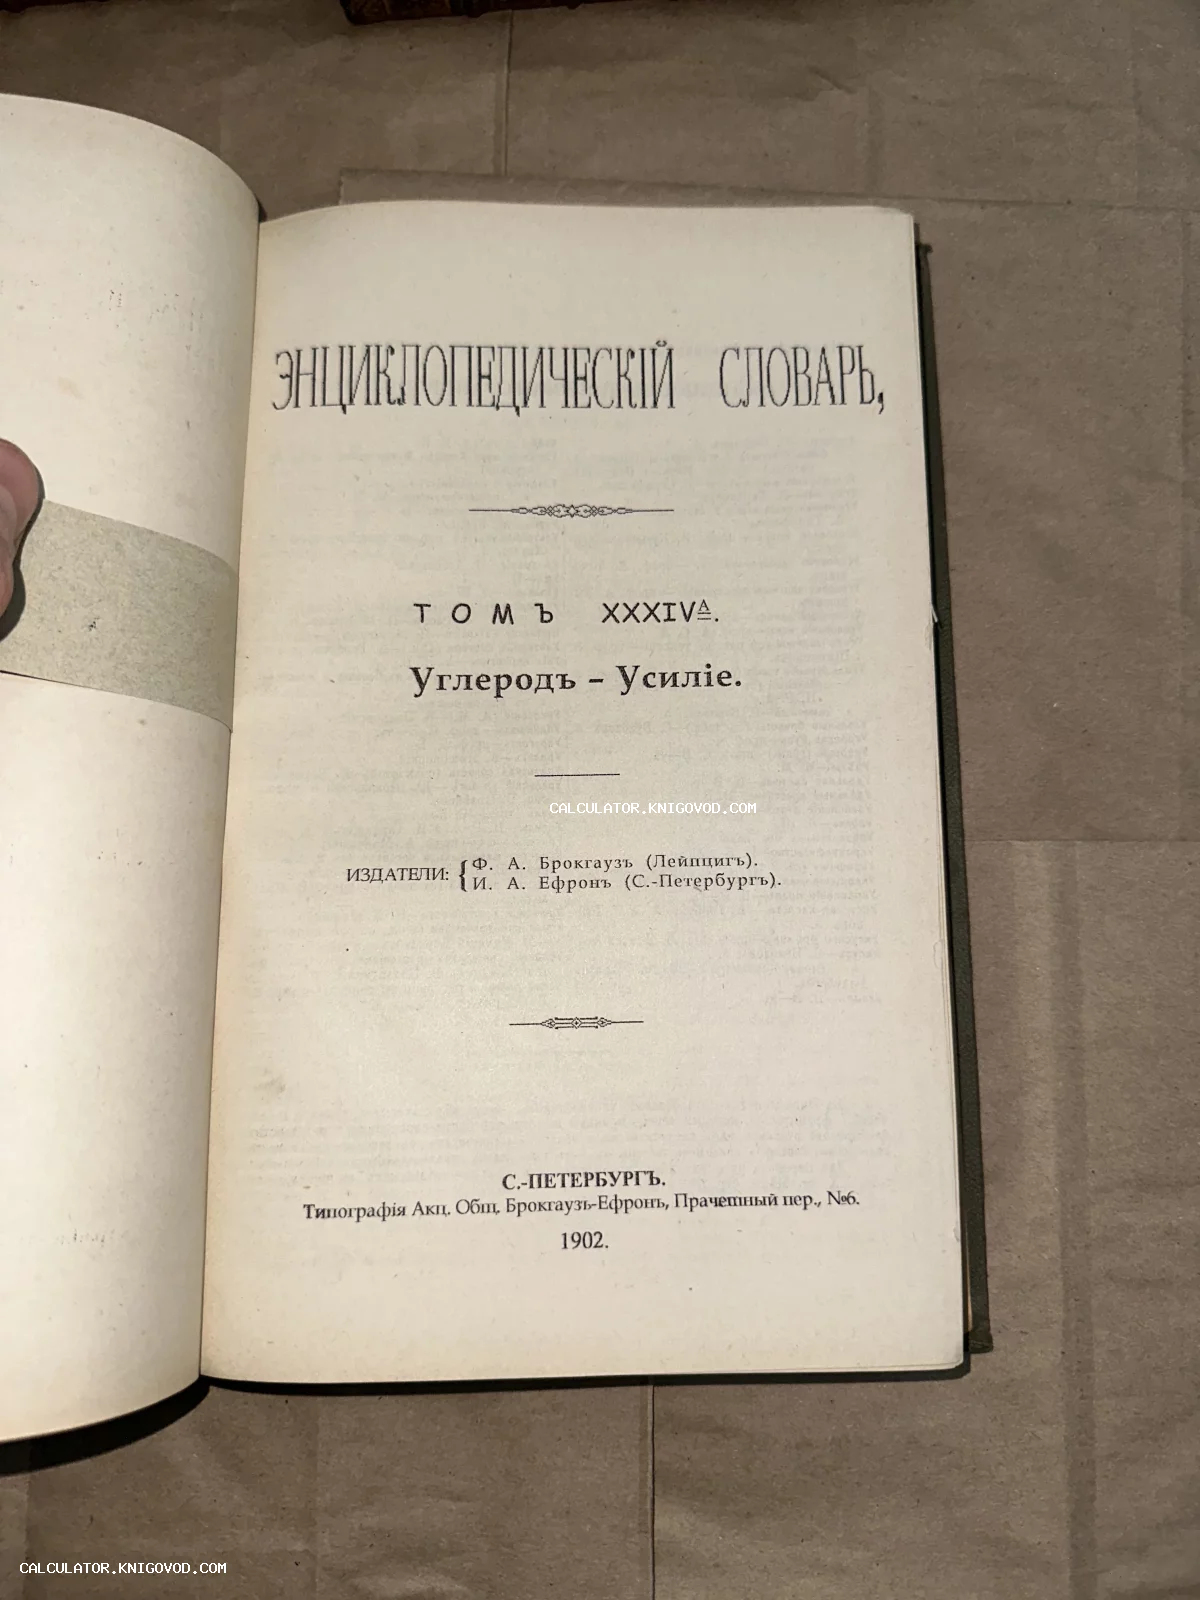 ЭНЦИКЛОПЕДИЧЕСКІЙ СЛОВАРЬ,
ТОМЪ XXXIVА.
Углеродъ – Усиліе.
CALCULATOR.KNIGOVOD.COM
ИЗДАТЕЛИ: { Ф. А. Брокгаузъ (Лейпцигъ).
И. А. Ефронъ (С.-Петербургъ).
С.-ПЕТЕРБУРГЪ.
Типографія Акц. Общ. Брокгаузъ-Ефронъ, Прачешный пер., №6.
1902.
CALCULATOR.KNIGOVOD.COM